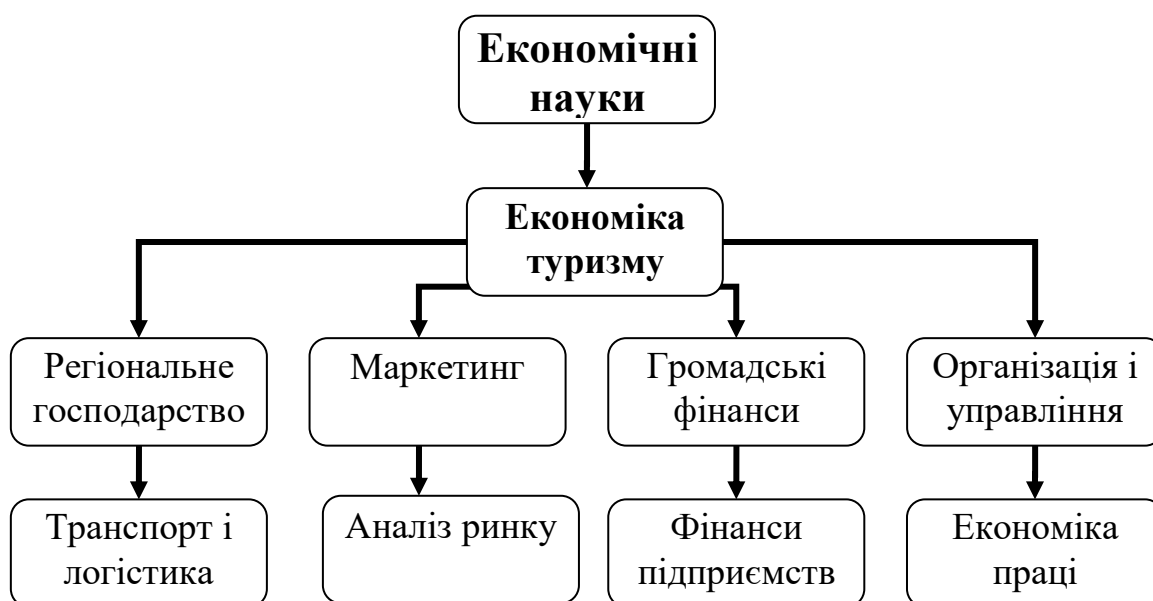 Економічні
науки
Економіка
туризму
Регіональне
господарство
Маркетинг
Громадські
фінанси
Організація і
управління
Транспорт і
логістика
Аналіз ринку
Фінанси
підприємств
Економіка
праці